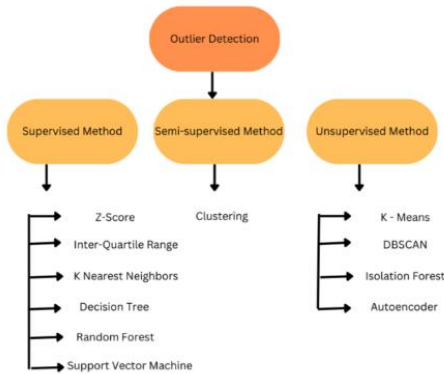 Outlier Detection
Supervised Method
Semi-supervised Method
Unsupervised Method
Z-Score
Inter-Quartile Range
K Nearest Neighbors
Decision Tree
Random Forest
Support Vector Machine
Clustering
K - Means
DBSCAN
Isolation Forest
Autoencoder